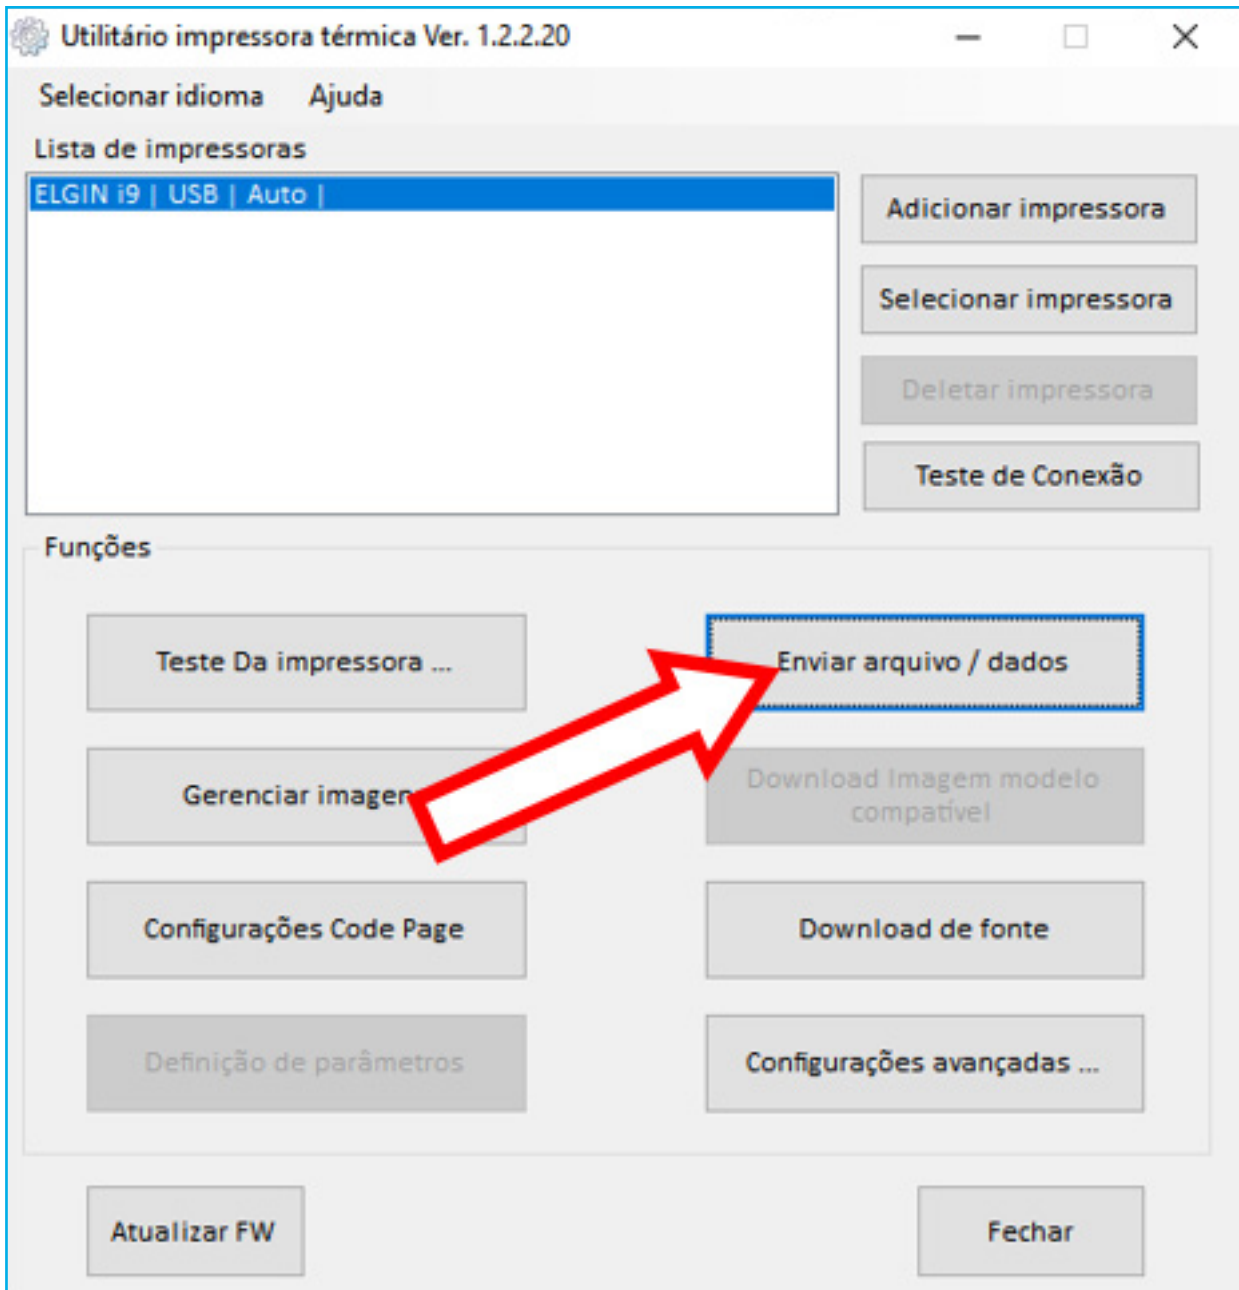 Utilitário impressora térmica Ver. 1.2.2.20
Selecionar idioma Ajuda
Lista de impressoras
ELGIN i9 | USB | Auto |
Adicionar impressora
Selecionar impressora
Deletar impressora
Teste de Conexão
Funções
Teste Da impressora ...
Enviar arquivo / dados
Gerenciar imagen
Download Imagem modelo
compatível
Configurações Code Page
Download de fonte
Definição de parâmetros
Configurações avançadas ...
Atualizar FW
Fechar